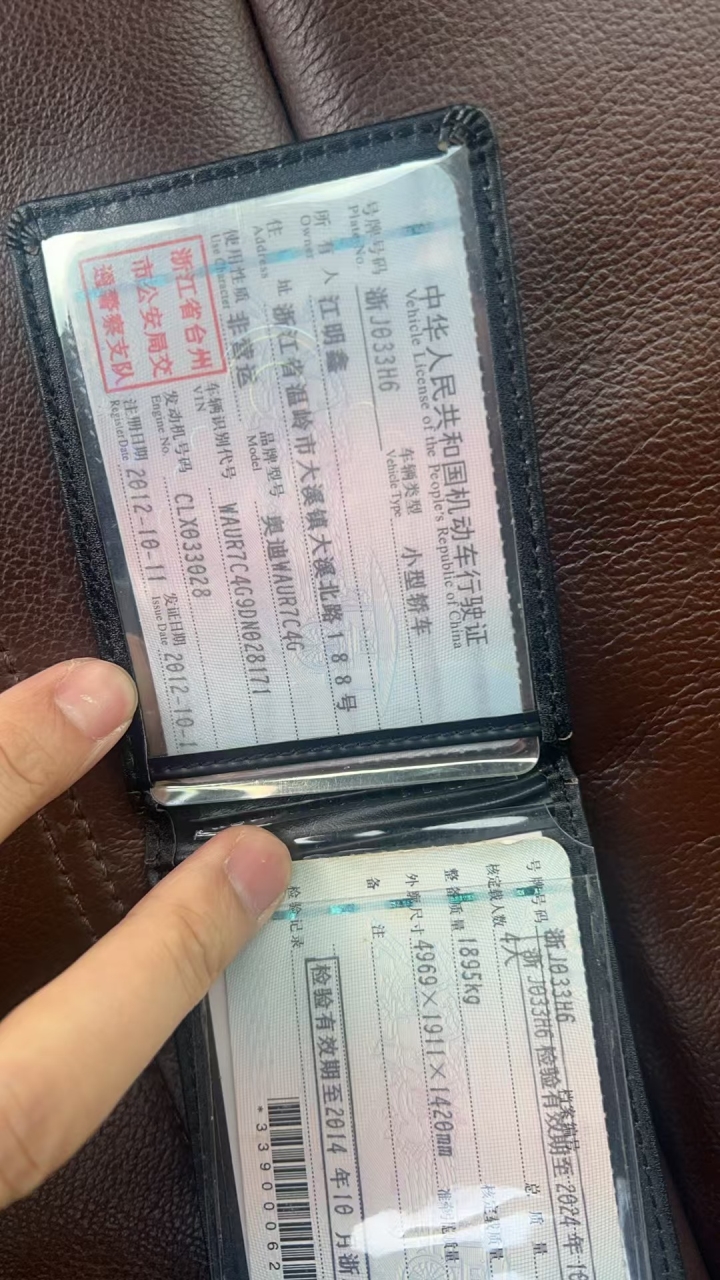 中华人民共和国机动车行驶证
Vehicle License of the People's Republic of China
号牌号码 浙J033H6 车辆类型 小型轿车
Plate No. Vehicle Type
所有人 江明鑫
Owner
住址 浙江省温岭市大溪镇大溪北路188号
Address
使用性质 非营运 品牌型号 奥迪WAUR7C4G
Use Character Model
浙江省台州
市公安局交
通警察支队
车辆识别代号 WAUR7C4G9DN028171
VIN
发动机号码 CLX033028
Engine No.
注册日期 2012-10-11 发证日期 2012-10-1
Register Date Issue Date
号牌号码 浙J033H6
浙J033H6 检验有效期至2024年
核定载人数 4人 总质量
整备质量 1895kg 核定载质量
外廓尺寸 4969×1911×1420mm
备注
检验记录
检验有效期至2014年10月浙
*33900062